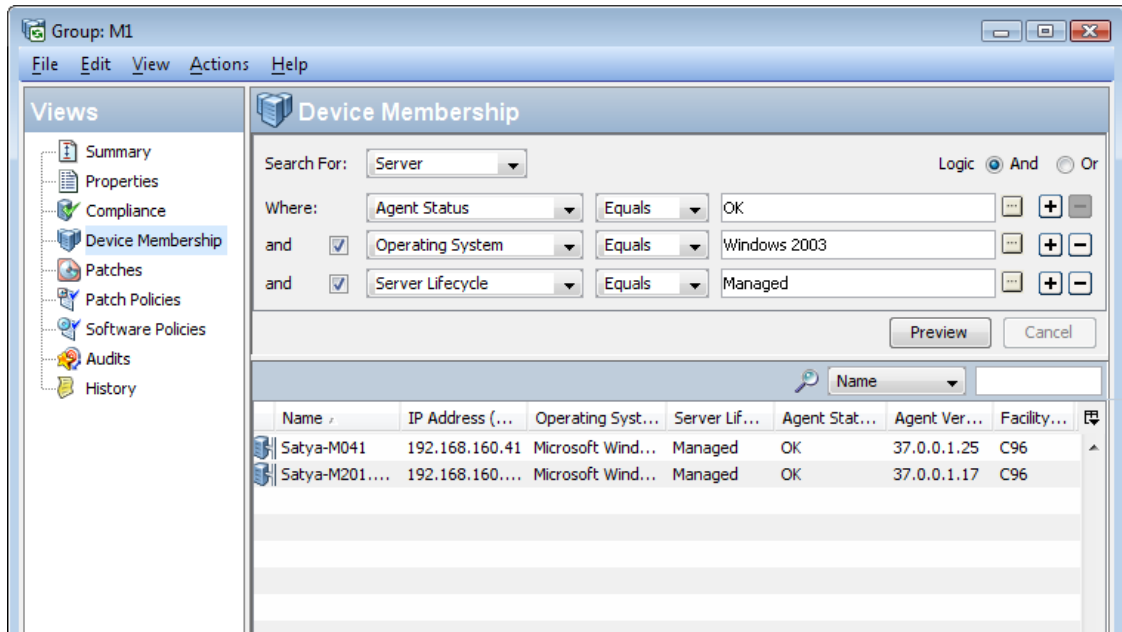 Group: M1
File Edit View Actions Help
Views
Summary
Properties
Compliance
Device Membership
Patches
Patch Policies
Software Policies
Audits
History
Device Membership
Search For: Server Logic And Or
Where: Agent Status Equals OK
and Operating System Equals Windows 2003
and Server Lifecycle Equals Managed
Preview Cancel
Name
Name IP Address (... Operating Syst... Server Lif... Agent Stat... Agent Ver... Facility...
Satya-M041 192.168.160.41 Microsoft Wind... Managed OK 37.0.0.1.25 C96
Satya-M201.... 192.168.160.... Microsoft Wind... Managed OK 37.0.0.1.17 C96